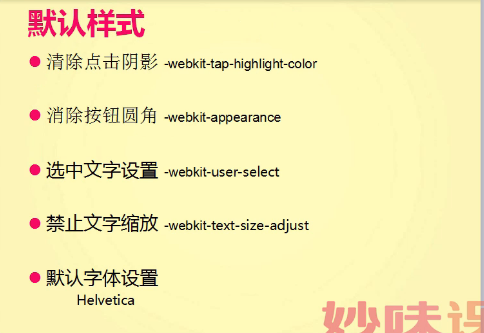 默认样式
清除点击阴影 -webkit-tap-highlight-color
消除按钮圆角 -webkit-appearance
选中文字设置 -webkit-user-select
禁止文字缩放 -webkit-text-size-adjust
默认字体设置
Helvetica
妙味